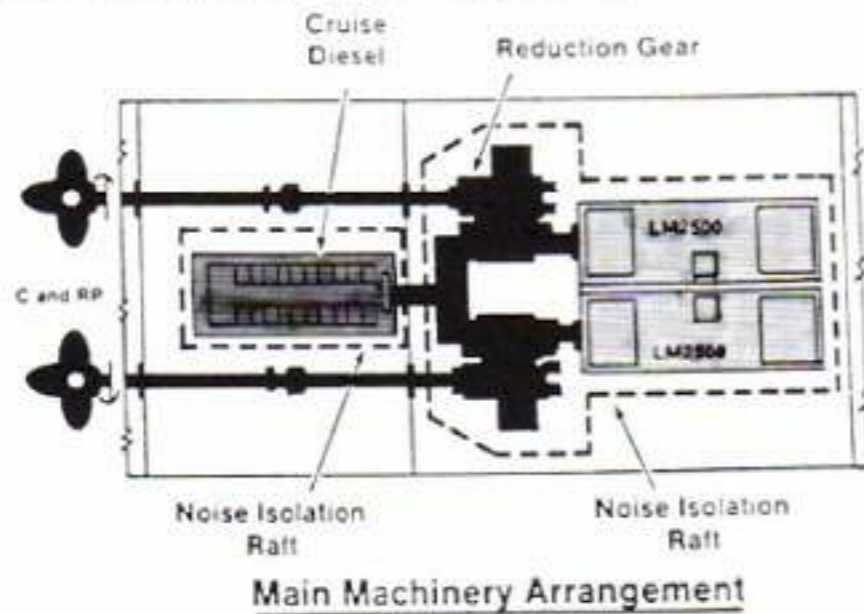 Cruise
Diesel
Reduction Gear
LM2500
C and RP
LM2500
Noise Isolation
Raft
Noise Isolation
Raft
Main Machinery Arrangement